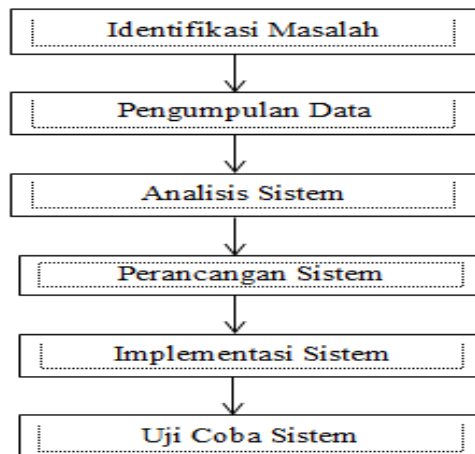 Identifikasi Masalah
Pengumpulan Data
Analisis Sistem
Perancangan Sistem
Implementasi Sistem
Uji Coba Sistem